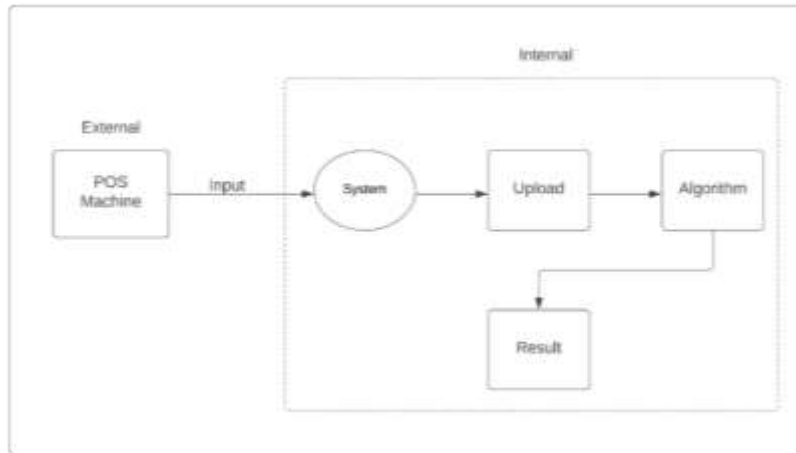 Internal
External
POS
Machine
Input
System
Upload
Algorithm
Result